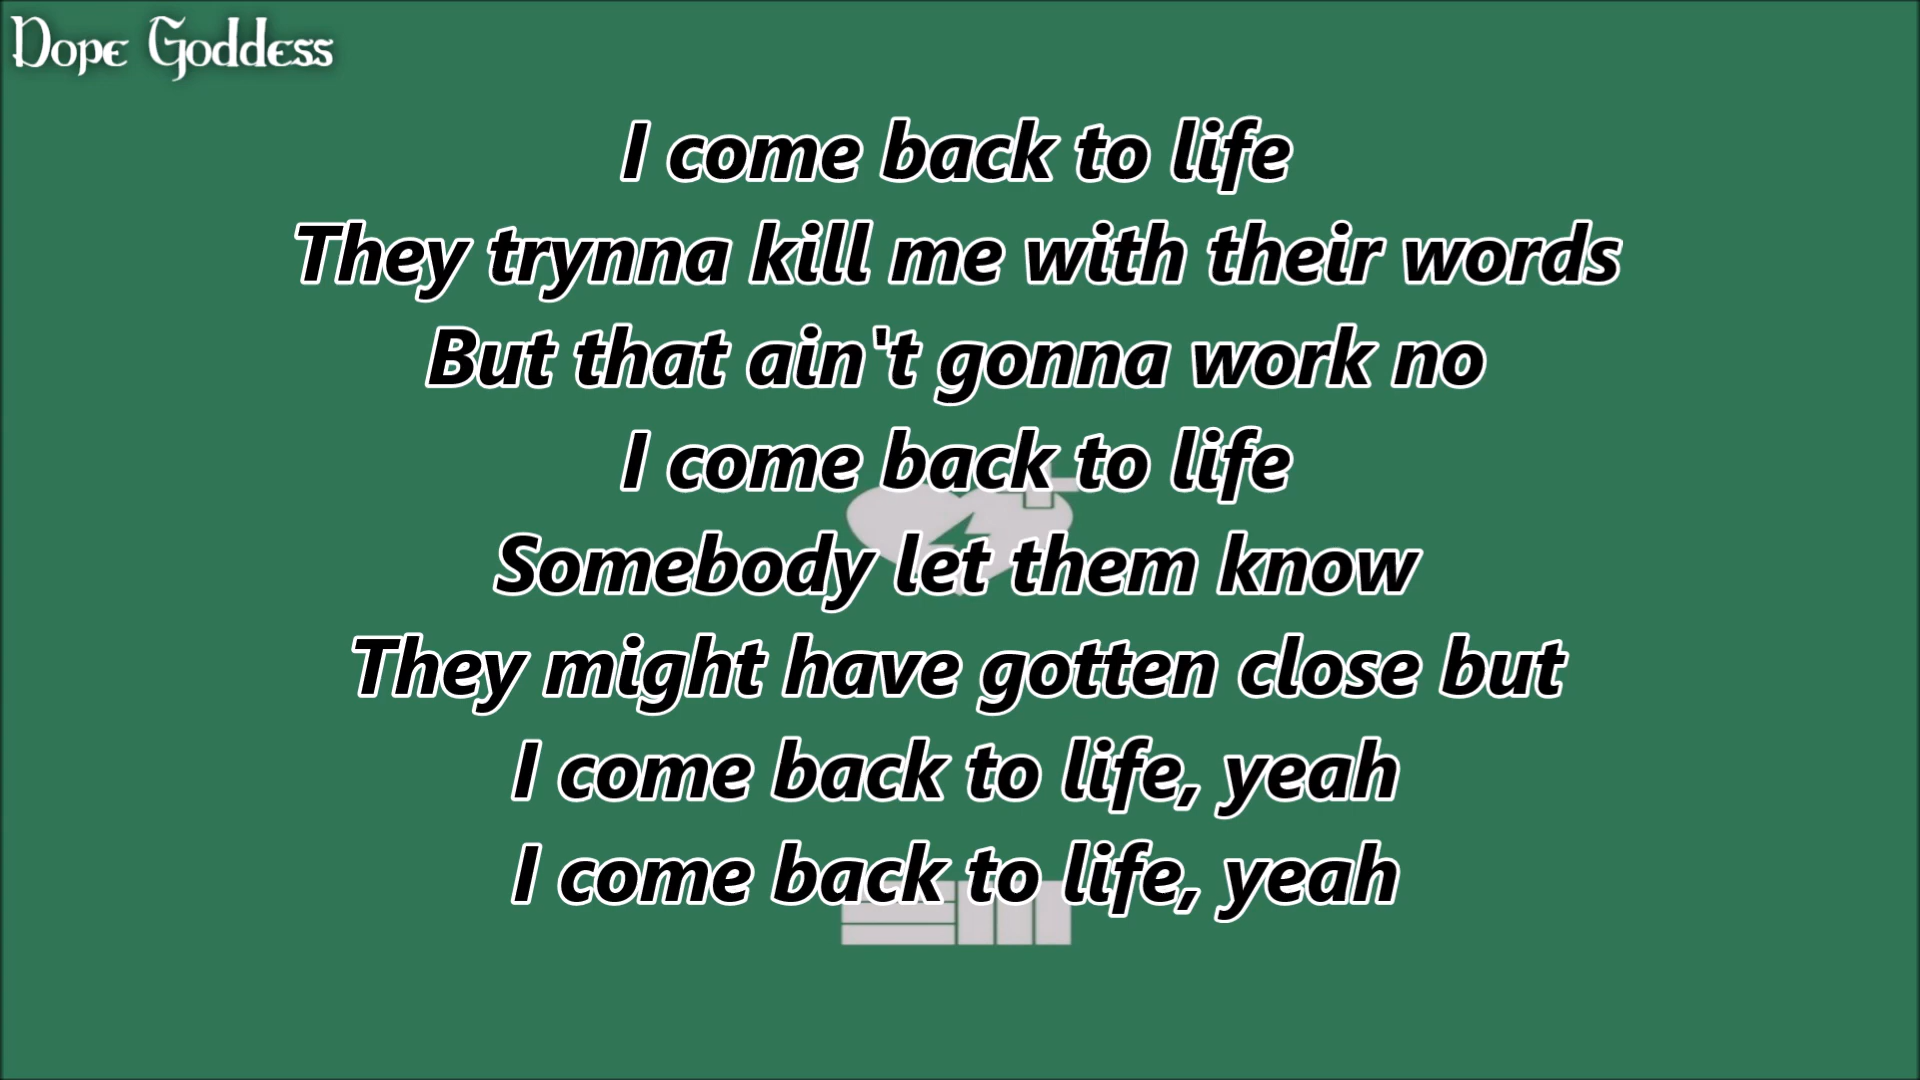 Dope Goddess
I come back to life
They trynna kill me with their words
But that ain't gonna work no
I come back to life
Somebody let them know
They might have gotten close but
I come back to life, yeah
I come back to life, yeah